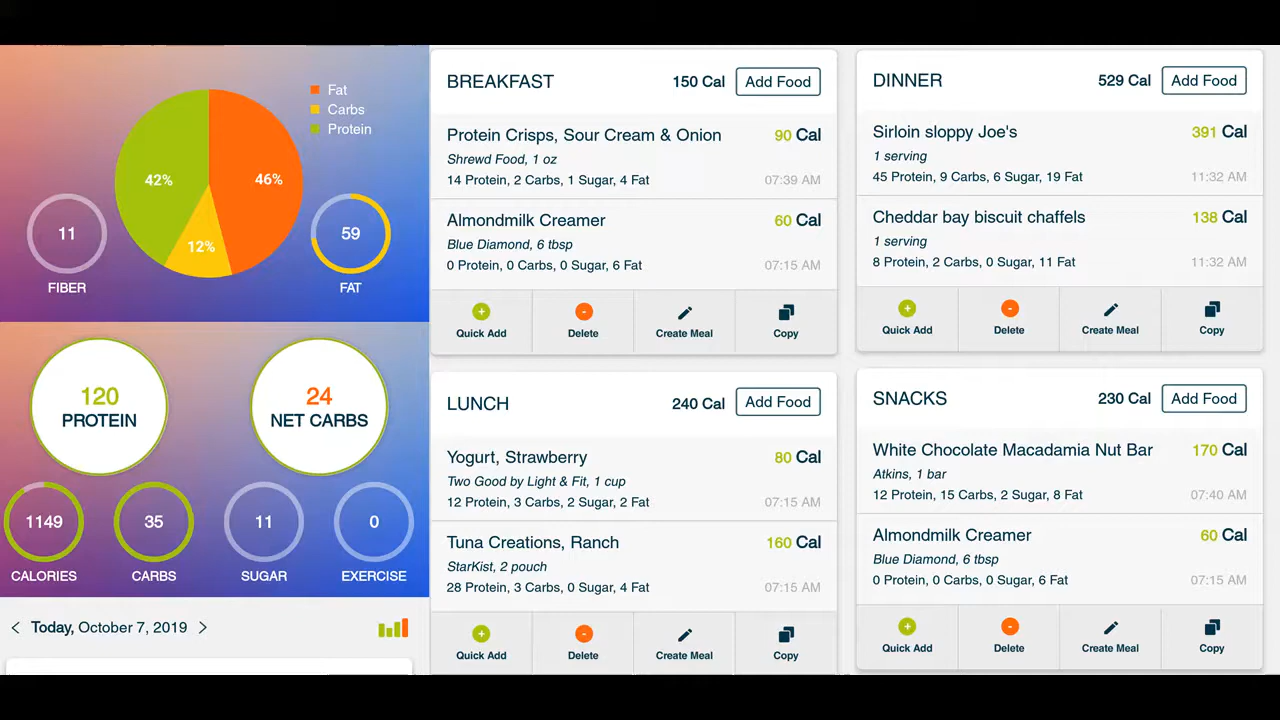 Fat
Carbs
Protein
42%
46%
12%
11
FIBER
59
FAT
120
PROTEIN
24
NET CARBS
1149
CALORIES
35
CARBS
11
SUGAR
0
EXERCISE
< Today, October 7, 2019 >
BREAKFAST 150 Cal Add Food
Protein Crisps, Sour Cream & Onion 90 Cal
Shrewd Food, 1 oz
14 Protein, 2 Carbs, 1 Sugar, 4 Fat 07:39 AM
Almondmilk Creamer 60 Cal
Blue Diamond, 6 tbsp
0 Protein, 0 Carbs, 0 Sugar, 6 Fat 07:15 AM
Quick Add Delete Create Meal Copy
LUNCH 240 Cal Add Food
Yogurt, Strawberry 80 Cal
Two Good by Light & Fit, 1 cup
12 Protein, 3 Carbs, 2 Sugar, 2 Fat 07:15 AM
Tuna Creations, Ranch 160 Cal
StarKist, 2 pouch
28 Protein, 3 Carbs, 0 Sugar, 4 Fat 07:15 AM
Quick Add Delete Create Meal Copy
DINNER 529 Cal Add Food
Sirloin sloppy Joe's 391 Cal
1 serving
45 Protein, 9 Carbs, 6 Sugar, 19 Fat 11:32 AM
Cheddar bay biscuit chaffels 138 Cal
1 serving
8 Protein, 2 Carbs, 0 Sugar, 11 Fat 11:32 AM
Quick Add Delete Create Meal Copy
SNACKS 230 Cal Add Food
White Chocolate Macadamia Nut Bar 170 Cal
Atkins, 1 bar
12 Protein, 15 Carbs, 2 Sugar, 8 Fat 07:40 AM
Almondmilk Creamer 60 Cal
Blue Diamond, 6 tbsp
0 Protein, 0 Carbs, 0 Sugar, 6 Fat 07:15 AM
Quick Add Delete Create Meal Copy